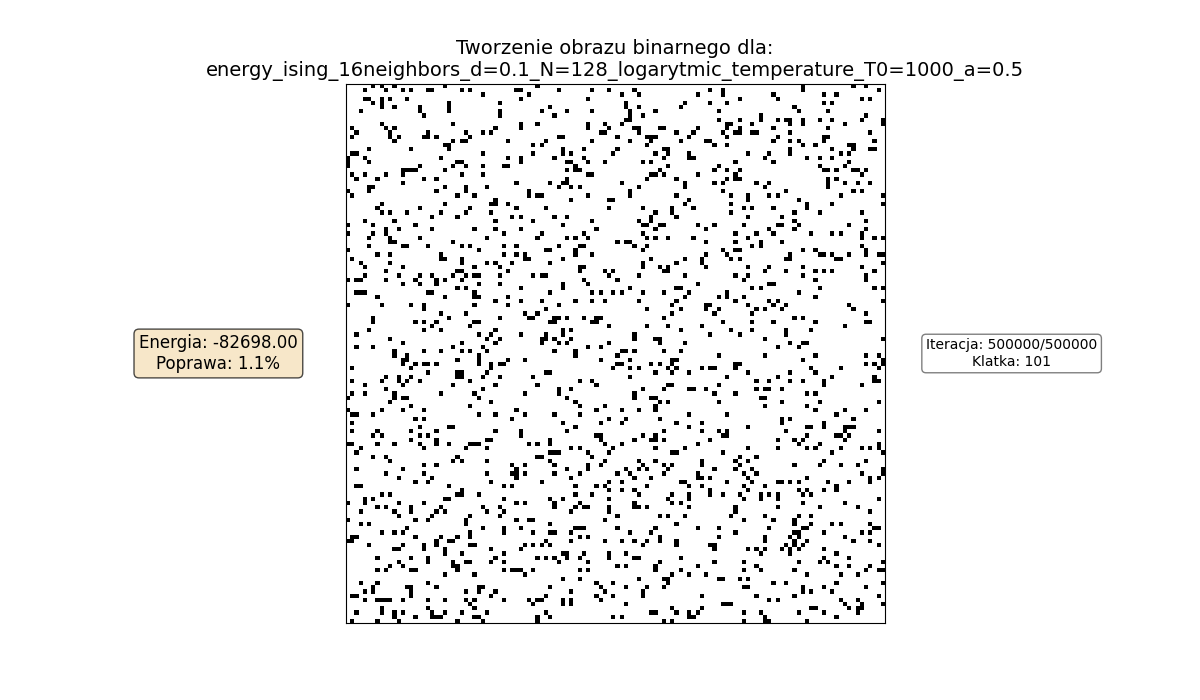 Tworzenie obrazu binarnego dla:
energy_ising_16neighbors_d=0.1_N=128_logarytmic_temperature_T0=1000_a=0.5
Energia: -82698.00
Poprawa: 1.1%
Iteracja: 500000/500000
Klatka: 101